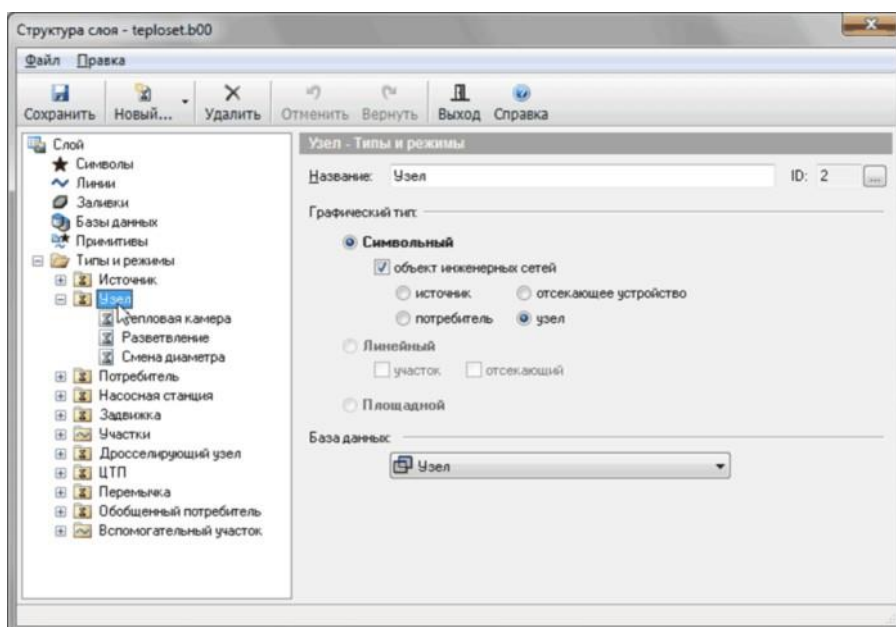 Структура слоя - teploset.b00
Файл Правка
Сохранить Новый... Удалить Отменить Вернуть Выход Справка
Слой
Символы
Линии
Заливки
Базы данных
Примитивы
Типы и режимы
Источник
Узел
Тепловая камера
Разветвление
Смена диаметра
Потребитель
Насосная станция
Задвижка
Участки
Дросселирующий узел
ЦТП
Перемычка
Обобщенный потребитель
Вспомогательный участок
Узел - Типы и режимы
Название: Узел ID: 2 ...
Графический тип:
Символьный
объект инженерных сетей
источник отсекающее устройство
потребитель узел
Линейный
участок отсекающий
Площадной
База данных:
Узел